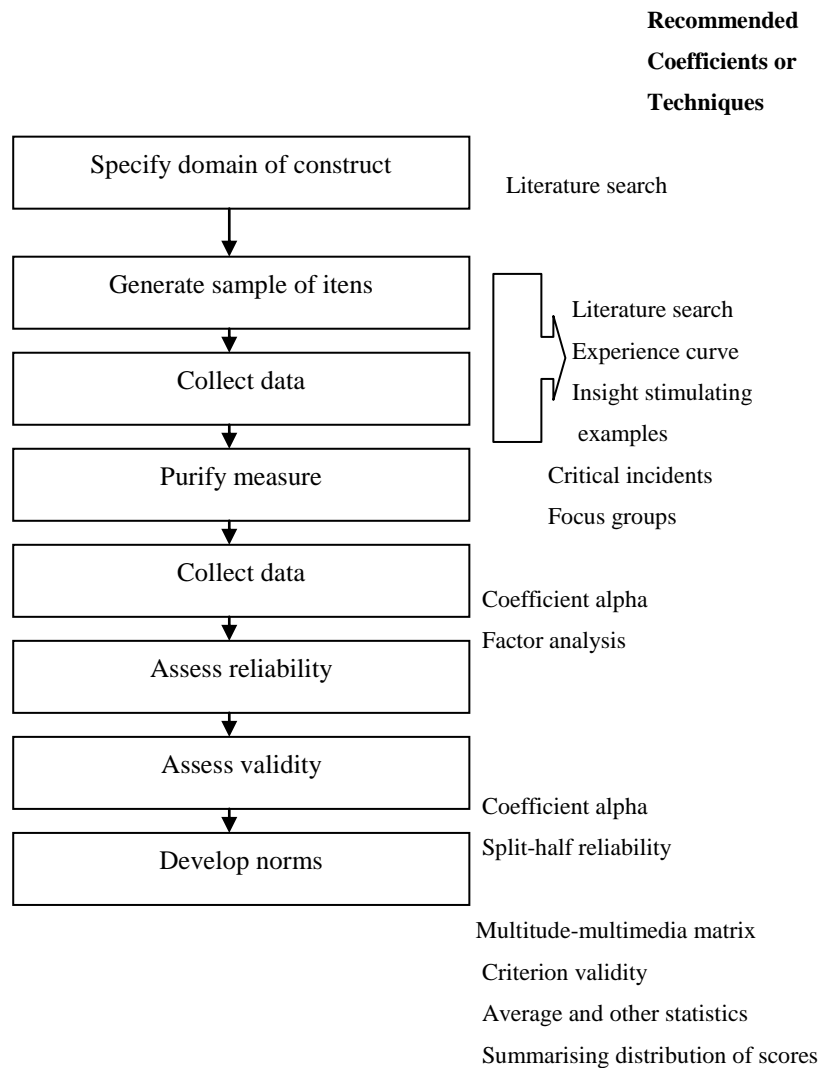 Recommended
Coefficients or
Techniques
Specify domain of construct
Literature search
Generate sample of itens
Literature search
Experience curve
Collect data
Insight stimulating
examples
Purify measure
Critical incidents
Focus groups
Collect data
Coefficient alpha
Factor analysis
Assess reliability
Assess validity
Coefficient alpha
Split-half reliability
Develop norms
Multitude-multimedia matrix
Criterion validity
Average and other statistics
Summarising distribution of scores